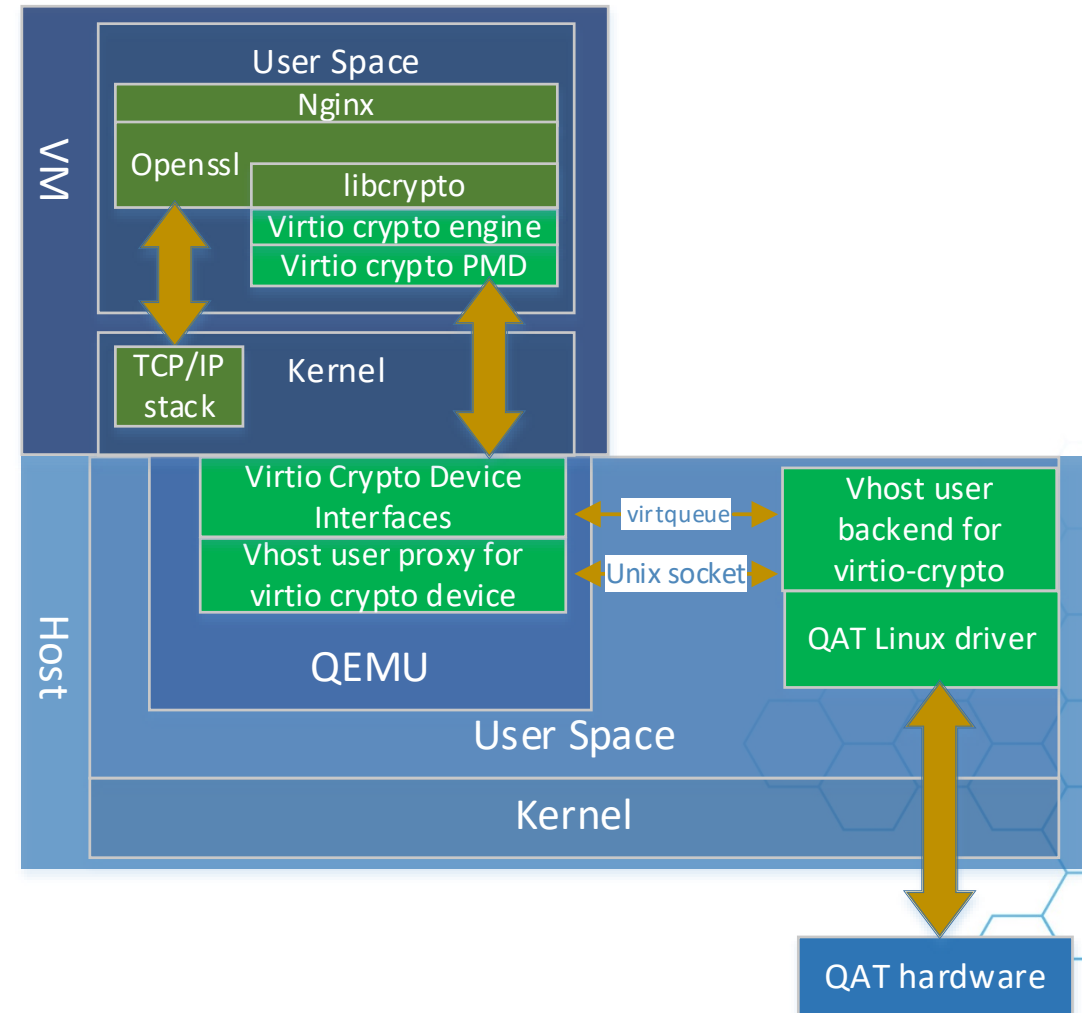 VM
User Space
Nginx
Openssl
libcrypto
Virtio crypto engine
Virtio crypto PMD
TCP/IP
stack
Kernel
Host
Virtio Crypto Device
Interfaces
Vhost user proxy for
virtio crypto device
QEMU
virtqueue
Unix socket
Vhost user
backend for
virtio-crypto
QAT Linux driver
User Space
Kernel
QAT hardware